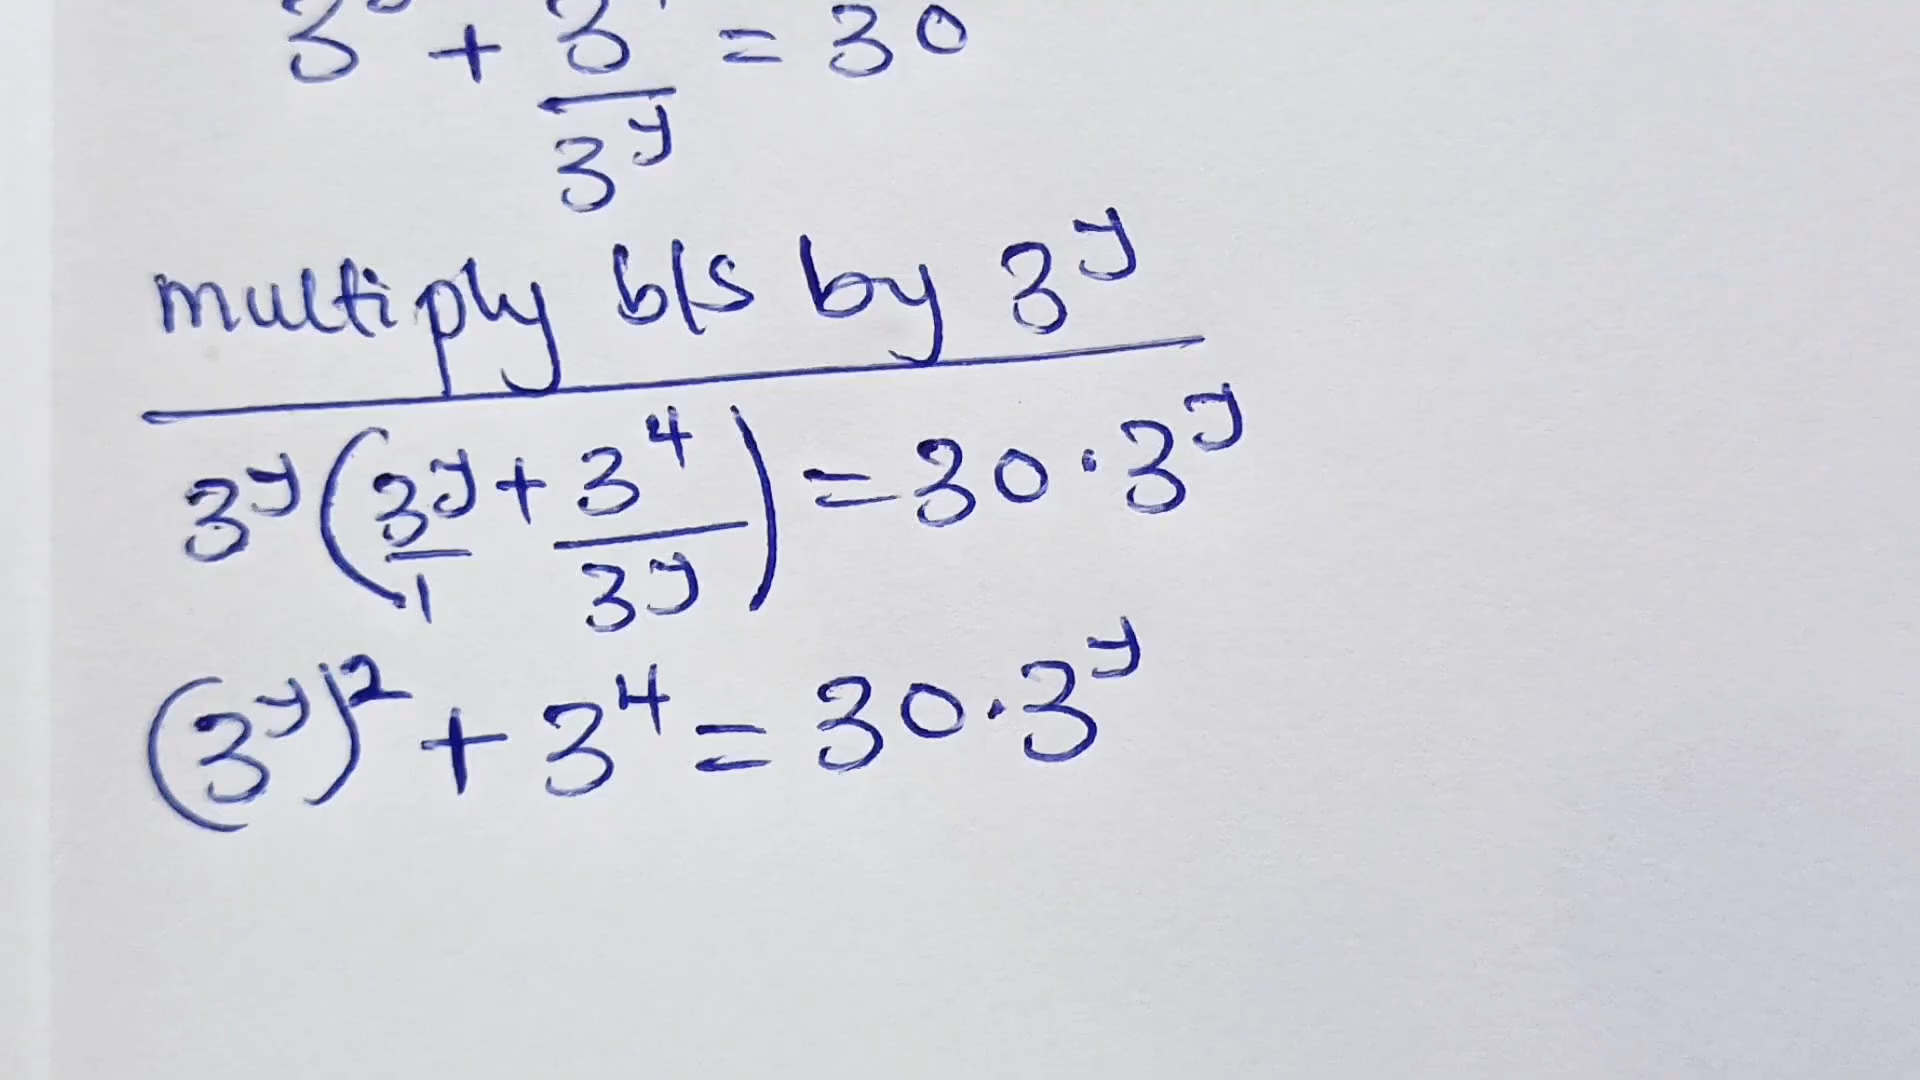 3^y + 3^4/3^y = 30
multiply b/s by 3^y
3^y(3^y/1 + 3^4/3^y) = 30·3^y
(3^y)^2 + 3^4 = 30·3^y